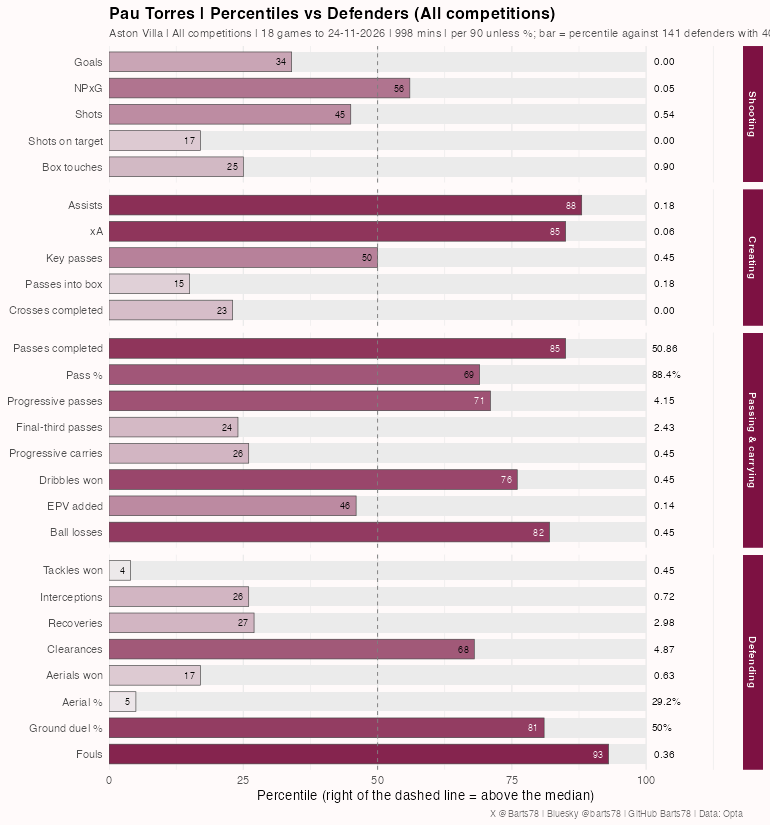 Pau Torres | Percentiles vs Defenders (All competitions)
Aston Villa | All competitions | 18 games to 24-11-2026 | 998 mins | per 90 unless %; bar = percentile against 141 defenders with 40
Shooting
Goals 34 0.00
NPxG 56 0.05
Shots 45 0.54
Shots on target 17 0.00
Box touches 25 0.90
Creating
Assists 88 0.18
xA 85 0.06
Key passes 50 0.45
Passes into box 15 0.18
Crosses completed 23 0.00
Passing & carrying
Passes completed 85 50.86
Pass % 69 88.4%
Progressive passes 71 4.15
Final-third passes 24 2.43
Progressive carries 26 0.45
Dribbles won 76 0.45
EPV added 46 0.14
Ball losses 82 0.45
Defending
Tackles won 4 0.45
Interceptions 26 0.72
Recoveries 27 2.98
Clearances 68 4.87
Aerials won 17 0.63
Aerial % 5 29.2%
Ground duel % 81 50%
Fouls 93 0.36
0 25 50 75 100
Percentile (right of the dashed line = above the median)
X @Barts78 | Bluesky @barts78 | GitHub Barts78 | Data: Opta